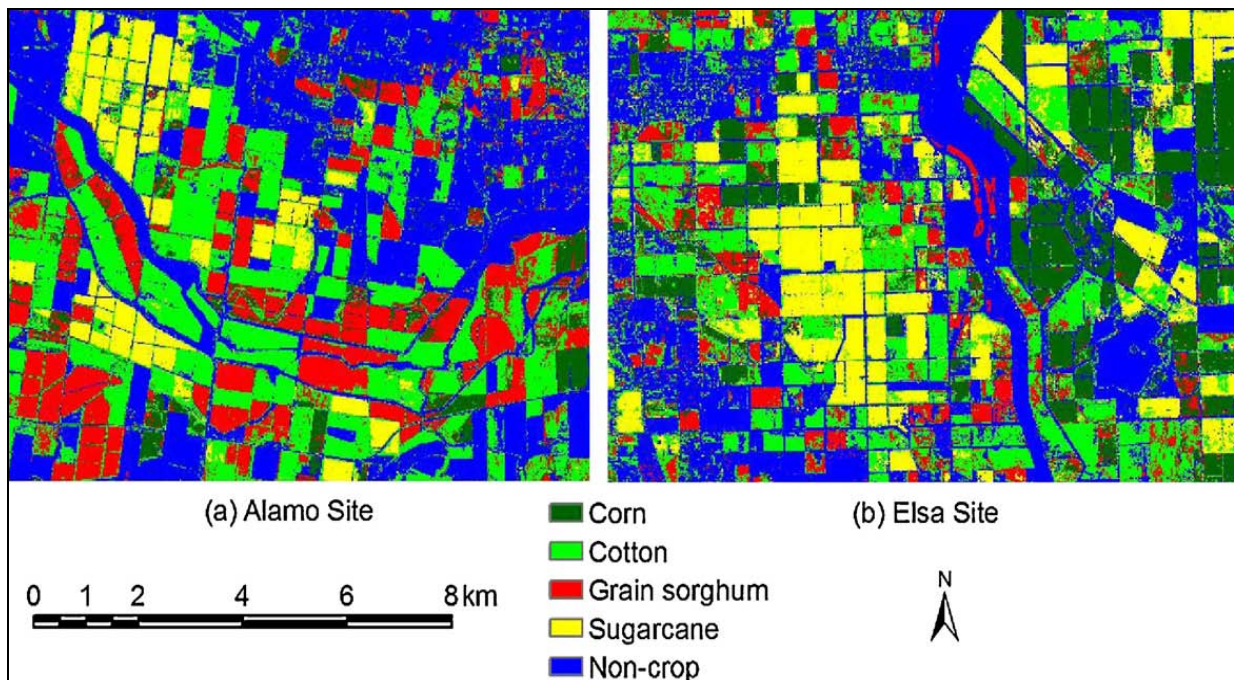 (a) Alamo Site
(b) Elsa Site
Corn
Cotton
Grain sorghum
Sugarcane
Non-crop
0 1 2 4 6 8 km
N